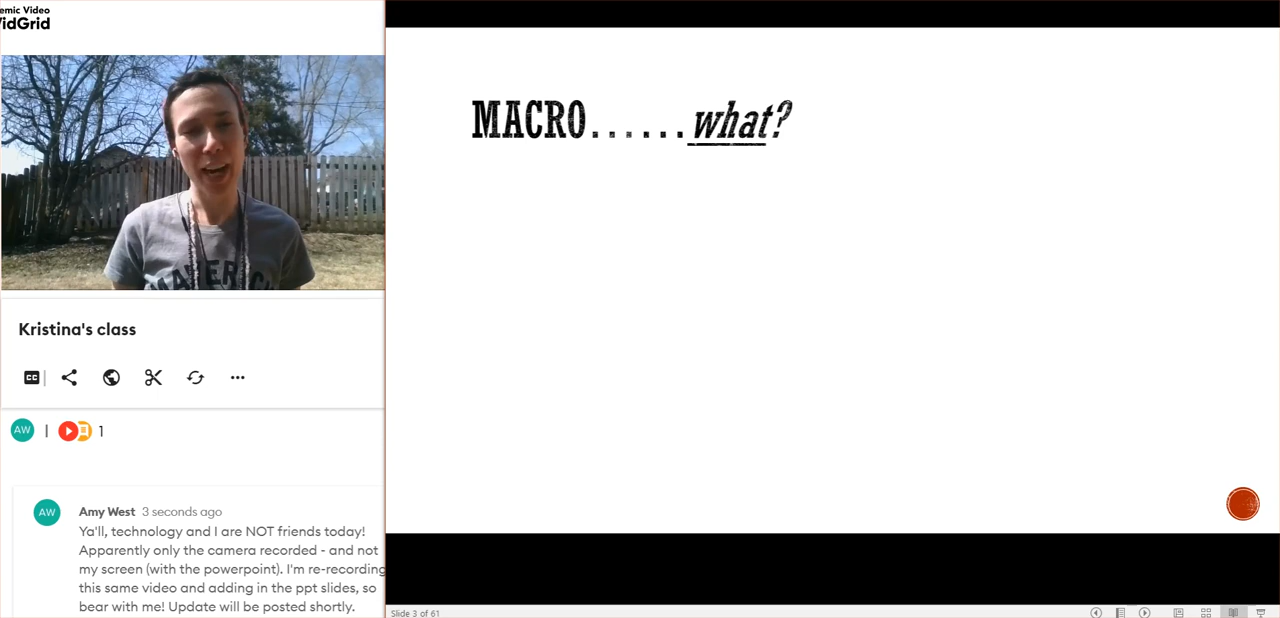 emic Video
VidGrid
MACRO......what?
MAVERICK
Kristina's class
CC
AW | 1
AW
Amy West 3 seconds ago
Ya'll, technology and I are NOT friends today!
Apparently only the camera recorded - and not
my screen (with the powerpoint). I'm re-recording
this same video and adding in the ppt slides, so
bear with me! Update will be posted shortly.
Slide 3 of 61